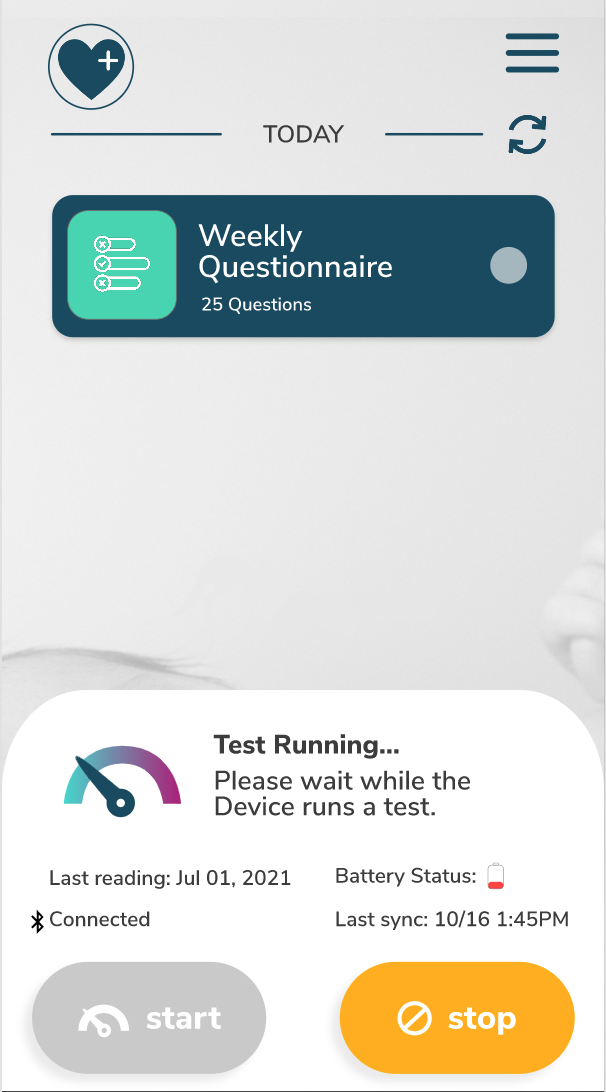 TODAY
Weekly
Questionnaire
25 Questions
Test Running...
Please wait while the
Device runs a test.
Last reading: Jul 01, 2021
Battery Status:
Connected
Last sync: 10/16 1:45PM
start
stop